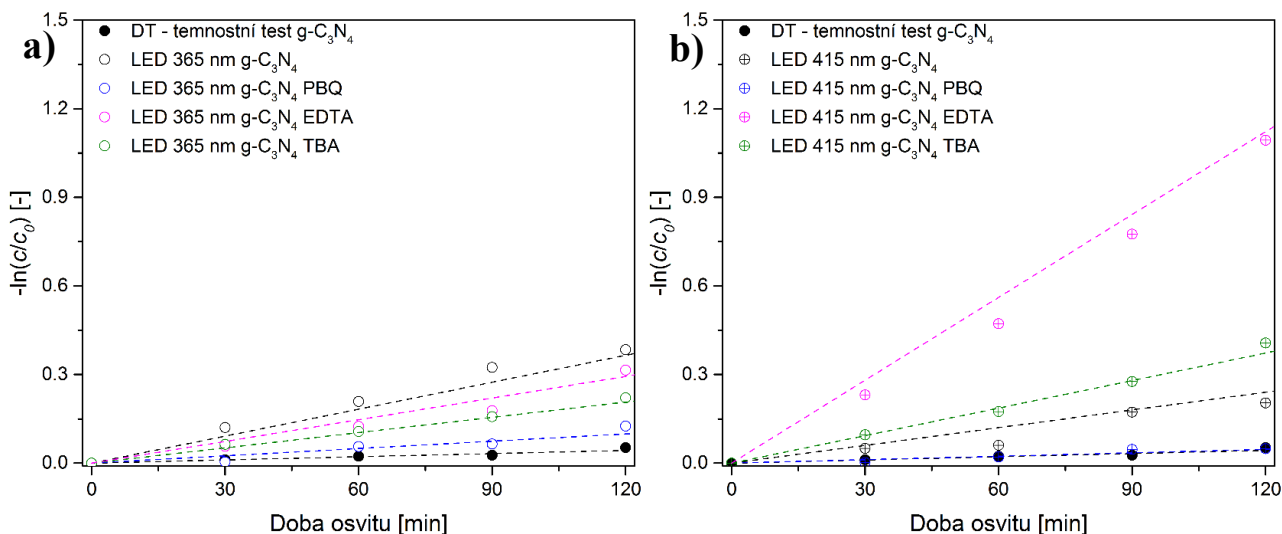 a)
1.5
1.2
0.9
0.6
0.3
0.0
-ln(c/c₀) [-]
DT - temnostní test g-C₃N₄
LED 365 nm g-C₃N₄
LED 365 nm g-C₃N₄ PBQ
LED 365 nm g-C₃N₄ EDTA
LED 365 nm g-C₃N₄ TBA
0 30 60 90 120
Doba osvitu [min]
b)
1.5
1.2
0.9
0.6
0.3
0.0
-ln(c/c₀) [-]
DT - temnostní test g-C₃N₄
LED 415 nm g-C₃N₄
LED 415 nm g-C₃N₄ PBQ
LED 415 nm g-C₃N₄ EDTA
LED 415 nm g-C₃N₄ TBA
0 30 60 90 120
Doba osvitu [min]